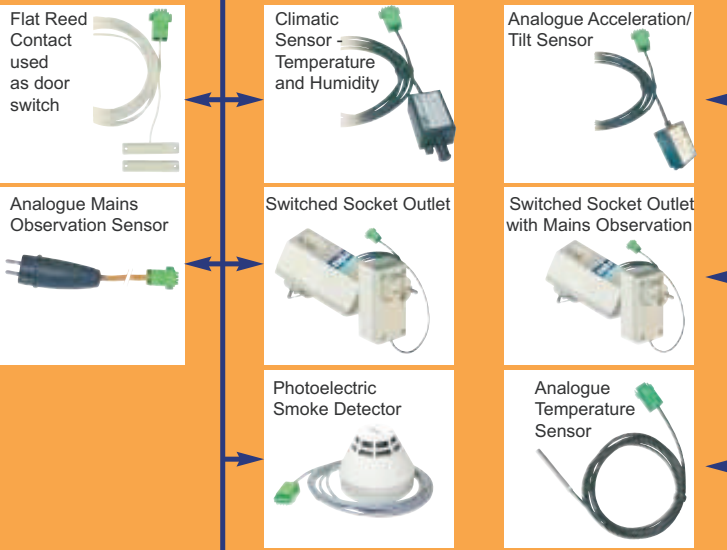 Flat Reed
Contact
used
as door
switch
Climatic
Sensor -
Temperature
and Humidity
Analogue Acceleration/
Tilt Sensor
Analogue Mains
Observation Sensor
Switched Socket Outlet
Switched Socket Outlet
with Mains Observation
Photoelectric
Smoke Detector
Analogue
Temperature
Sensor